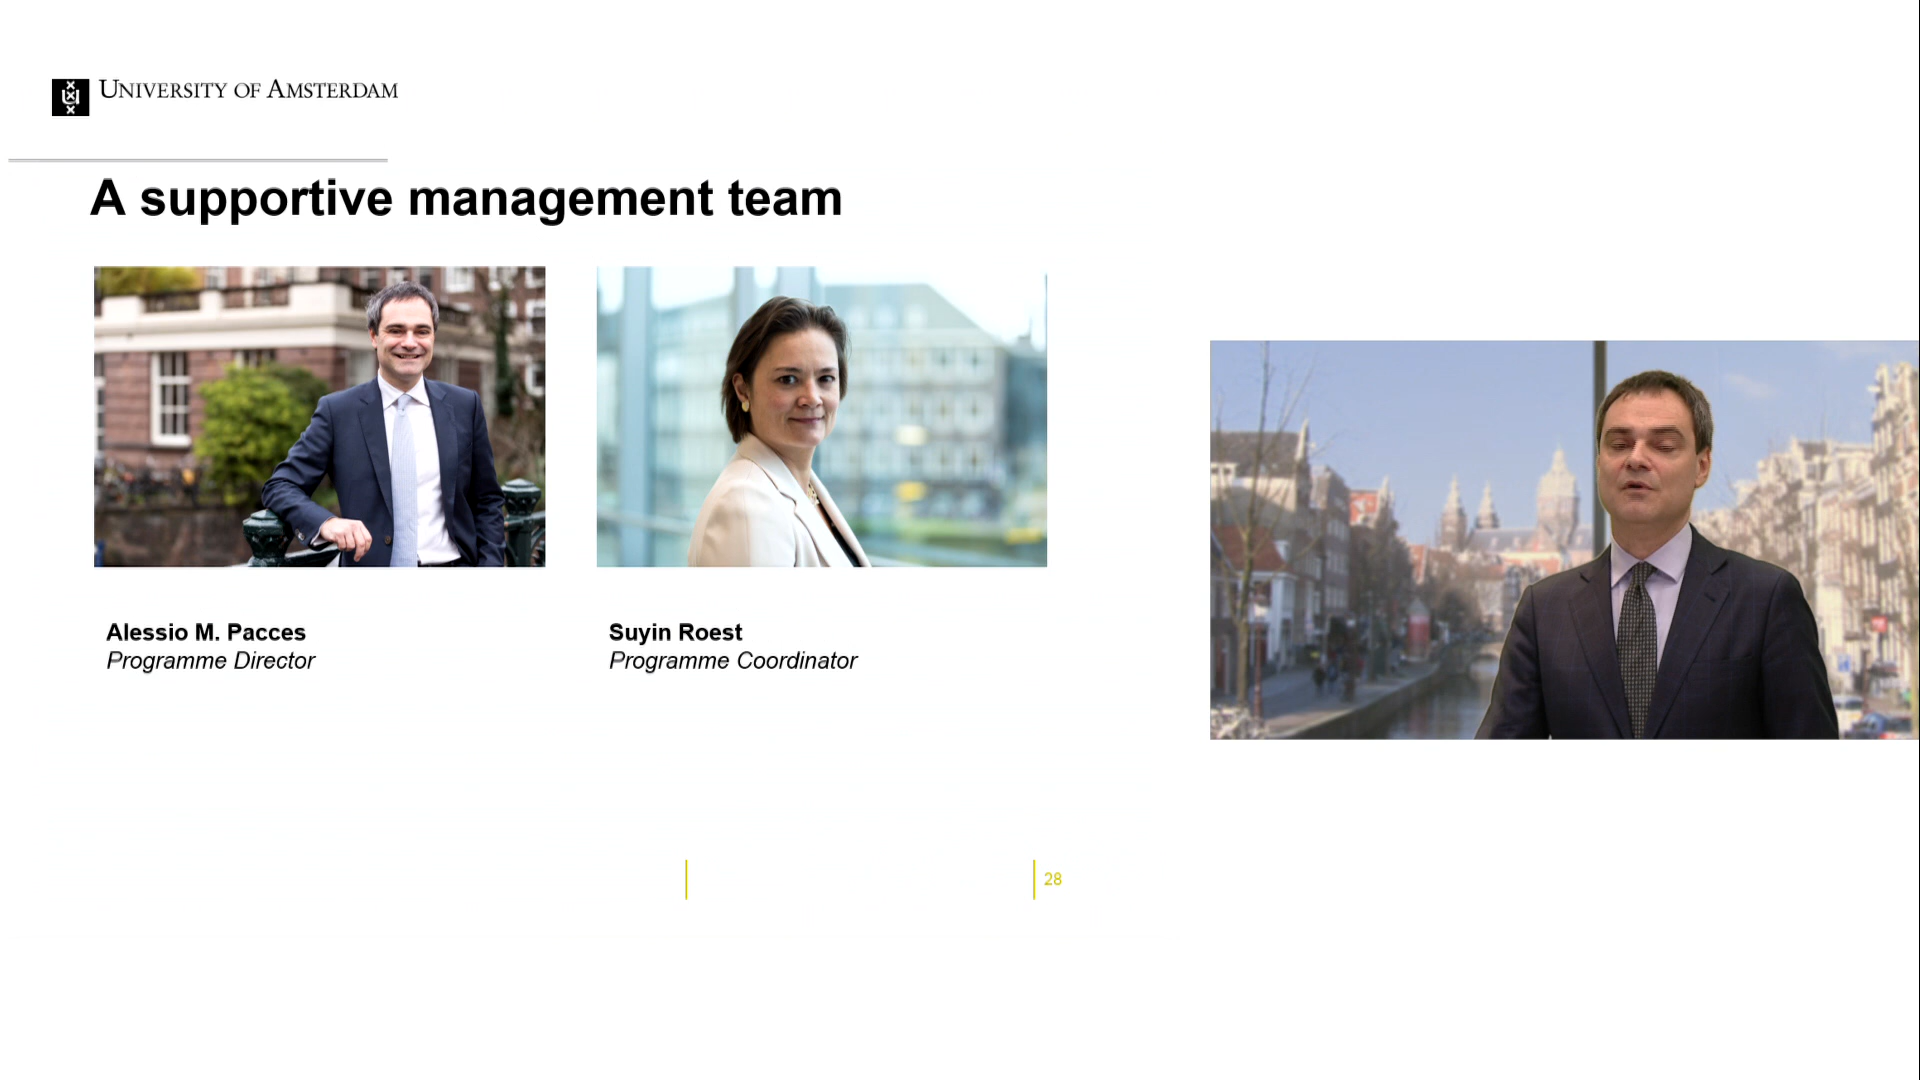 UNIVERSITY OF AMSTERDAM
A supportive management team
Alessio M. Pacces
Programme Director
Suyin Roest
Programme Coordinator
28